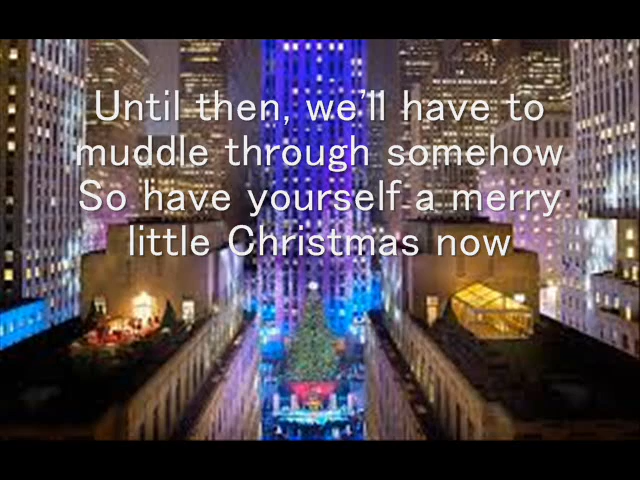 Until then, we'll have to
muddle through somehow
So have yourself a merry
little Christmas now